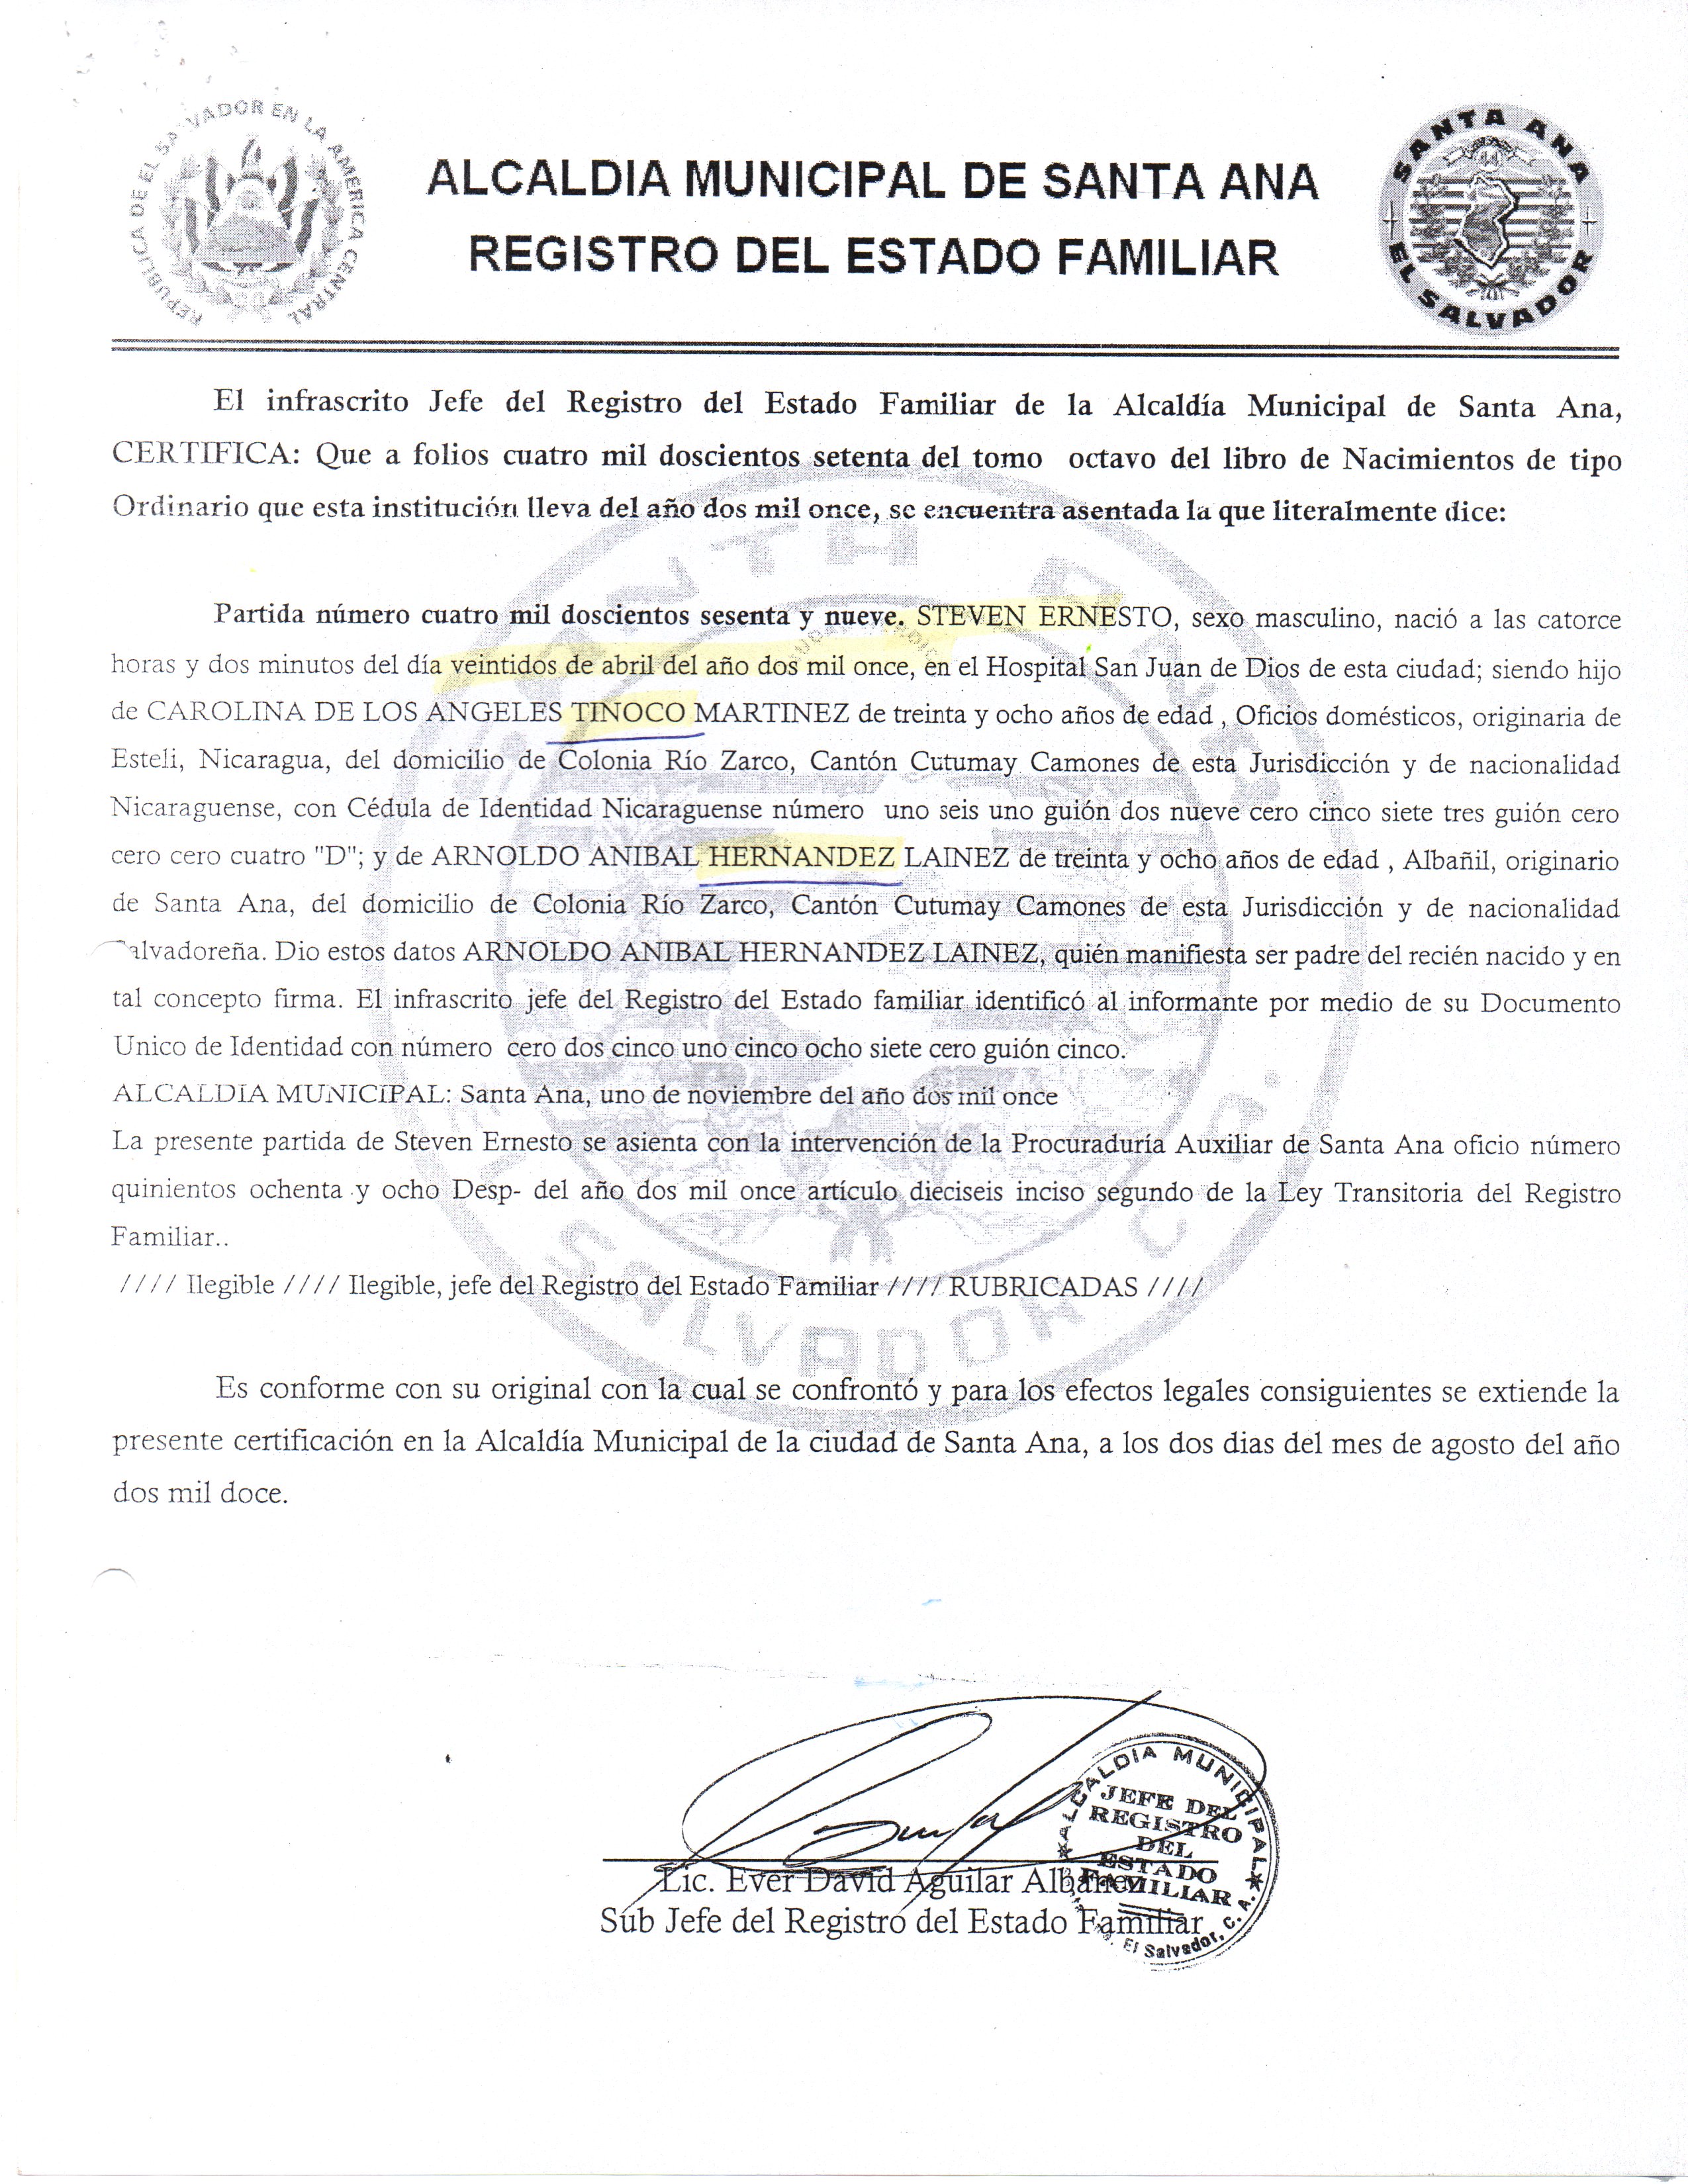 REPUBLICA DE EL SALVADOR EN LA AMERICA CENTRAL
ALCALDIA MUNICIPAL DE SANTA ANA
REGISTRO DEL ESTADO FAMILIAR
SANTA ANA
EL SALVADOR
El infrascrito Jefe del Registro del Estado Familiar de la Alcaldía Municipal de Santa Ana,
CERTIFICA: Que a folios cuatro mil doscientos setenta del tomo octavo del libro de Nacimientos de tipo
Ordinario que esta institución lleva del año dos mil once, se encuentra asentada la que literalmente dice:
Partida número cuatro mil doscientos sesenta y nueve. STEVEN ERNESTO, sexo masculino, nació a las catorce
horas y dos minutos del día veintidos de abril del año dos mil once, en el Hospital San Juan de Dios de esta ciudad; siendo hijo
de CAROLINA DE LOS ANGELES TINOCO MARTINEZ de treinta y ocho años de edad , Oficios domésticos, originaria de
Esteli, Nicaragua, del domicilio de Colonia Río Zarco, Cantón Cutumay Camones de esta Jurisdicción y de nacionalidad
Nicaraguense, con Cédula de Identidad Nicaraguense número uno seis uno guión dos nueve cero cinco siete tres guión cero
cero cero cuatro "D"; y de ARNOLDO ANIBAL HERNANDEZ LAINEZ de treinta y ocho años de edad , Albañil, originario
de Santa Ana, del domicilio de Colonia Río Zarco, Cantón Cutumay Camones de esta Jurisdicción y de nacionalidad
Salvadoreña. Dio estos datos ARNOLDO ANIBAL HERNANDEZ LAINEZ, quién manifiesta ser padre del recién nacido y en
tal concepto firma. El infrascrito jefe del Registro del Estado familiar identificó al informante por medio de su Documento
Unico de Identidad con número cero dos cinco uno cinco ocho siete cero guión cinco.
ALCALDIA MUNICIPAL: Santa Ana, uno de noviembre del año dos mil once
La presente partida de Steven Ernesto se asienta con la intervención de la Procuraduría Auxiliar de Santa Ana oficio número
quinientos ochenta y ocho Desp- del año dos mil once artículo dieciseis inciso segundo de la Ley Transitoria del Registro
Familiar..
//// Ilegible //// Ilegible, jefe del Registro del Estado Familiar //// RUBRICADAS ////
Es conforme con su original con la cual se confrontó y para los efectos legales consiguientes se extiende la
presente certificación en la Alcaldía Municipal de la ciudad de Santa Ana, a los dos dias del mes de agosto del año
dos mil doce.
Lic. Ever David Aguilar
Sub Jefe del Registro del Estado Familiar
ALCALDIA MUNICIPAL
JEFE DEL
REGISTRO
DEL
ESTADO
FAMILIAR
El Salvador, C. A.